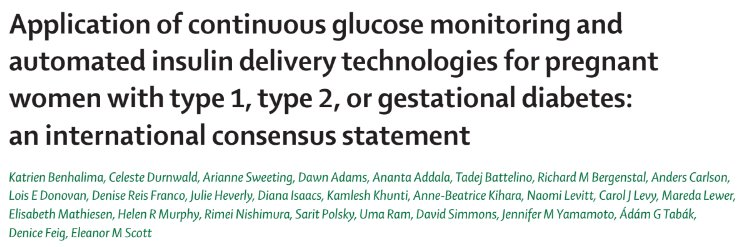 Application of continuous glucose monitoring and
automated insulin delivery technologies for pregnant
women with type 1, type 2, or gestational diabetes:
an international consensus statement
Katrien Benhalima, Celeste Durnwald, Arianne Sweeting, Dawn Adams, Ananta Addala, Tadej Battelino, Richard M Bergenstal, Anders Carlson,
Lois E Donovan, Denise Reis Franco, Julie Heverly, Diana Isaacs, Kamlesh Khunti, Anne-Beatrice Kihara, Naomi Levitt, Carol J Levy, Mareda Lewer,
Elisabeth Mathiesen, Helen R Murphy, Rimei Nishimura, Sarit Polsky, Uma Ram, David Simmons, Jennifer M Yamamoto, Ádám G Tabák,
Denice Feig, Eleanor M Scott